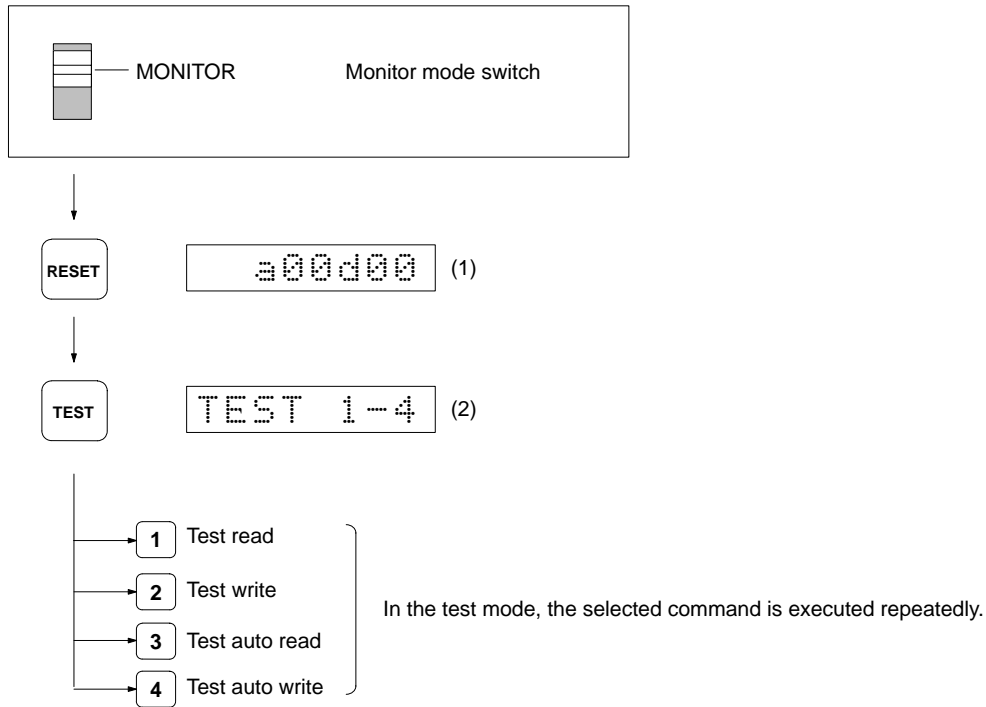 MONITOR Monitor mode switch
RESET a00d00 (1)
TEST TEST 1-4 (2)
1 Test read
2 Test write
In the test mode, the selected command is executed repeatedly.
3 Test auto read
4 Test auto write